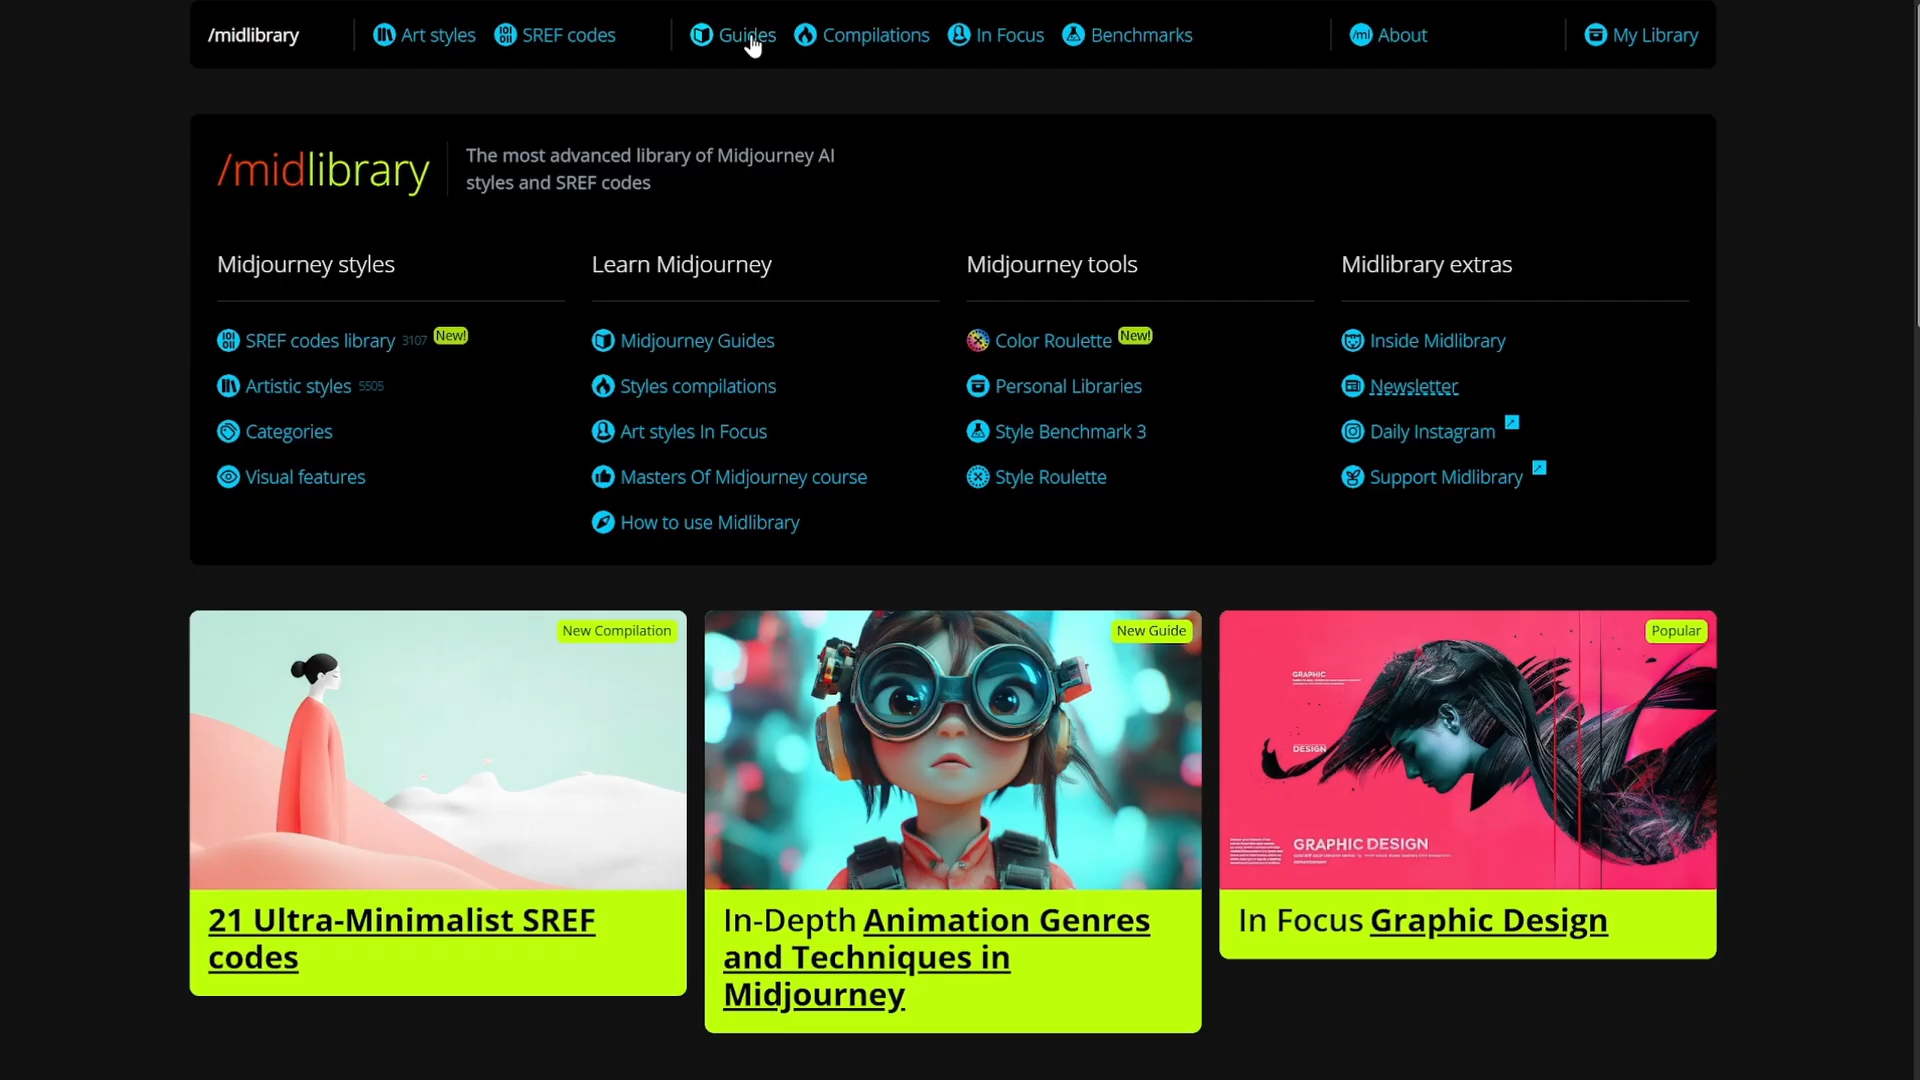 /midlibrary
Art styles
SREF codes
Guides
Compilations
In Focus
Benchmarks
/ml
About
My Library
/midlibrary
The most advanced library of Midjourney AI
styles and SREF codes
Midjourney styles
SREF codes library 3107 New!
Artistic styles 5505
Categories
Visual features
Learn Midjourney
Midjourney Guides
Styles compilations
Art styles In Focus
Masters Of Midjourney course
How to use Midlibrary
Midjourney tools
Color Roulette New!
Personal Libraries
Style Benchmark 3
Style Roulette
Midlibrary extras
Inside Midlibrary
Newsletter
Daily Instagram
Support Midlibrary
New Compilation
21 Ultra-Minimalist SREF
codes
New Guide
In-Depth Animation Genres
and Techniques in
Midjourney
Popular
GRAPHIC
DESIGN
GRAPHIC DESIGN
In Focus Graphic Design